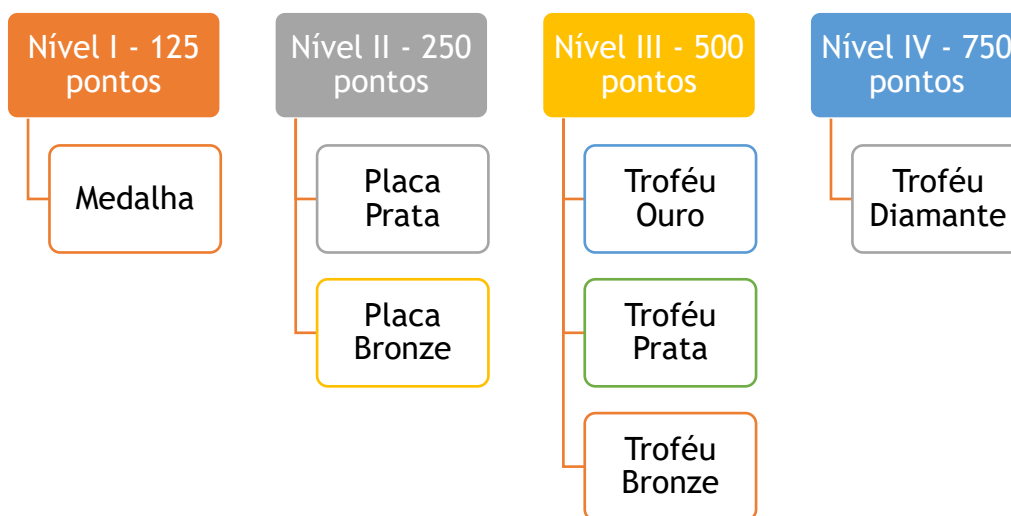 Nível I - 125
pontos
Medalha
Nível II - 250
pontos
Placa
Prata
Placa
Bronze
Nível III - 500
pontos
Troféu
Ouro
Troféu
Prata
Troféu
Bronze
Nível IV - 750
pontos
Troféu
Diamante